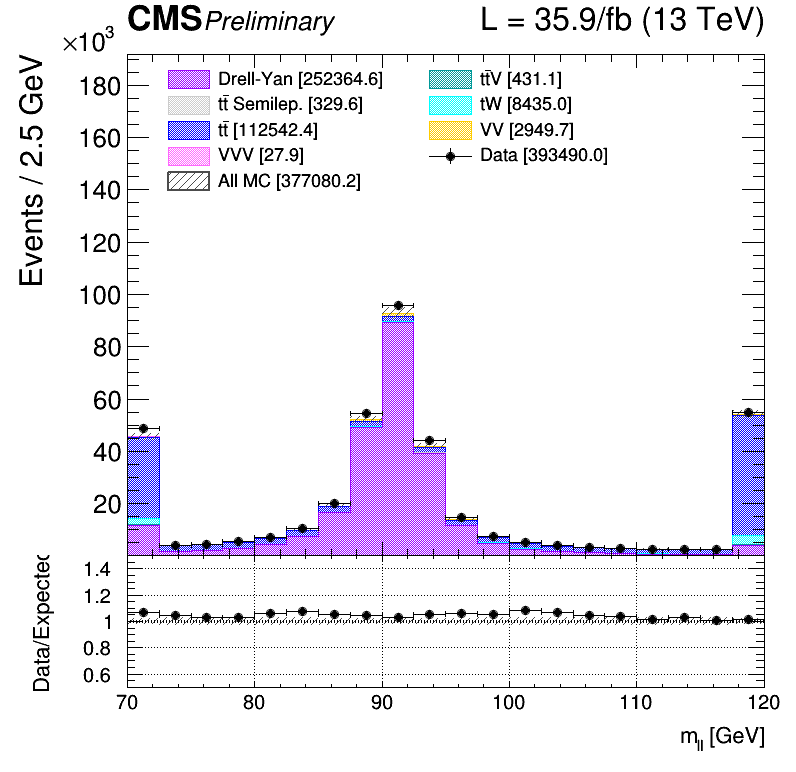 CMS Preliminary L = 35.9/fb (13 TeV)
×10³
Events / 2.5 GeV
180
160
140
120
100
80
60
40
20
Drell-Yan [252364.6]
tt̄ Semilep. [329.6]
tt̄ [112542.4]
VVV [27.9]
All MC [377080.2]
tt̄V [431.1]
tW [8435.0]
VV [2949.7]
Data [393490.0]
Data/Expected
1.4
1.2
1
0.8
0.6
70 80 90 100 110 120
m_ll [GeV]